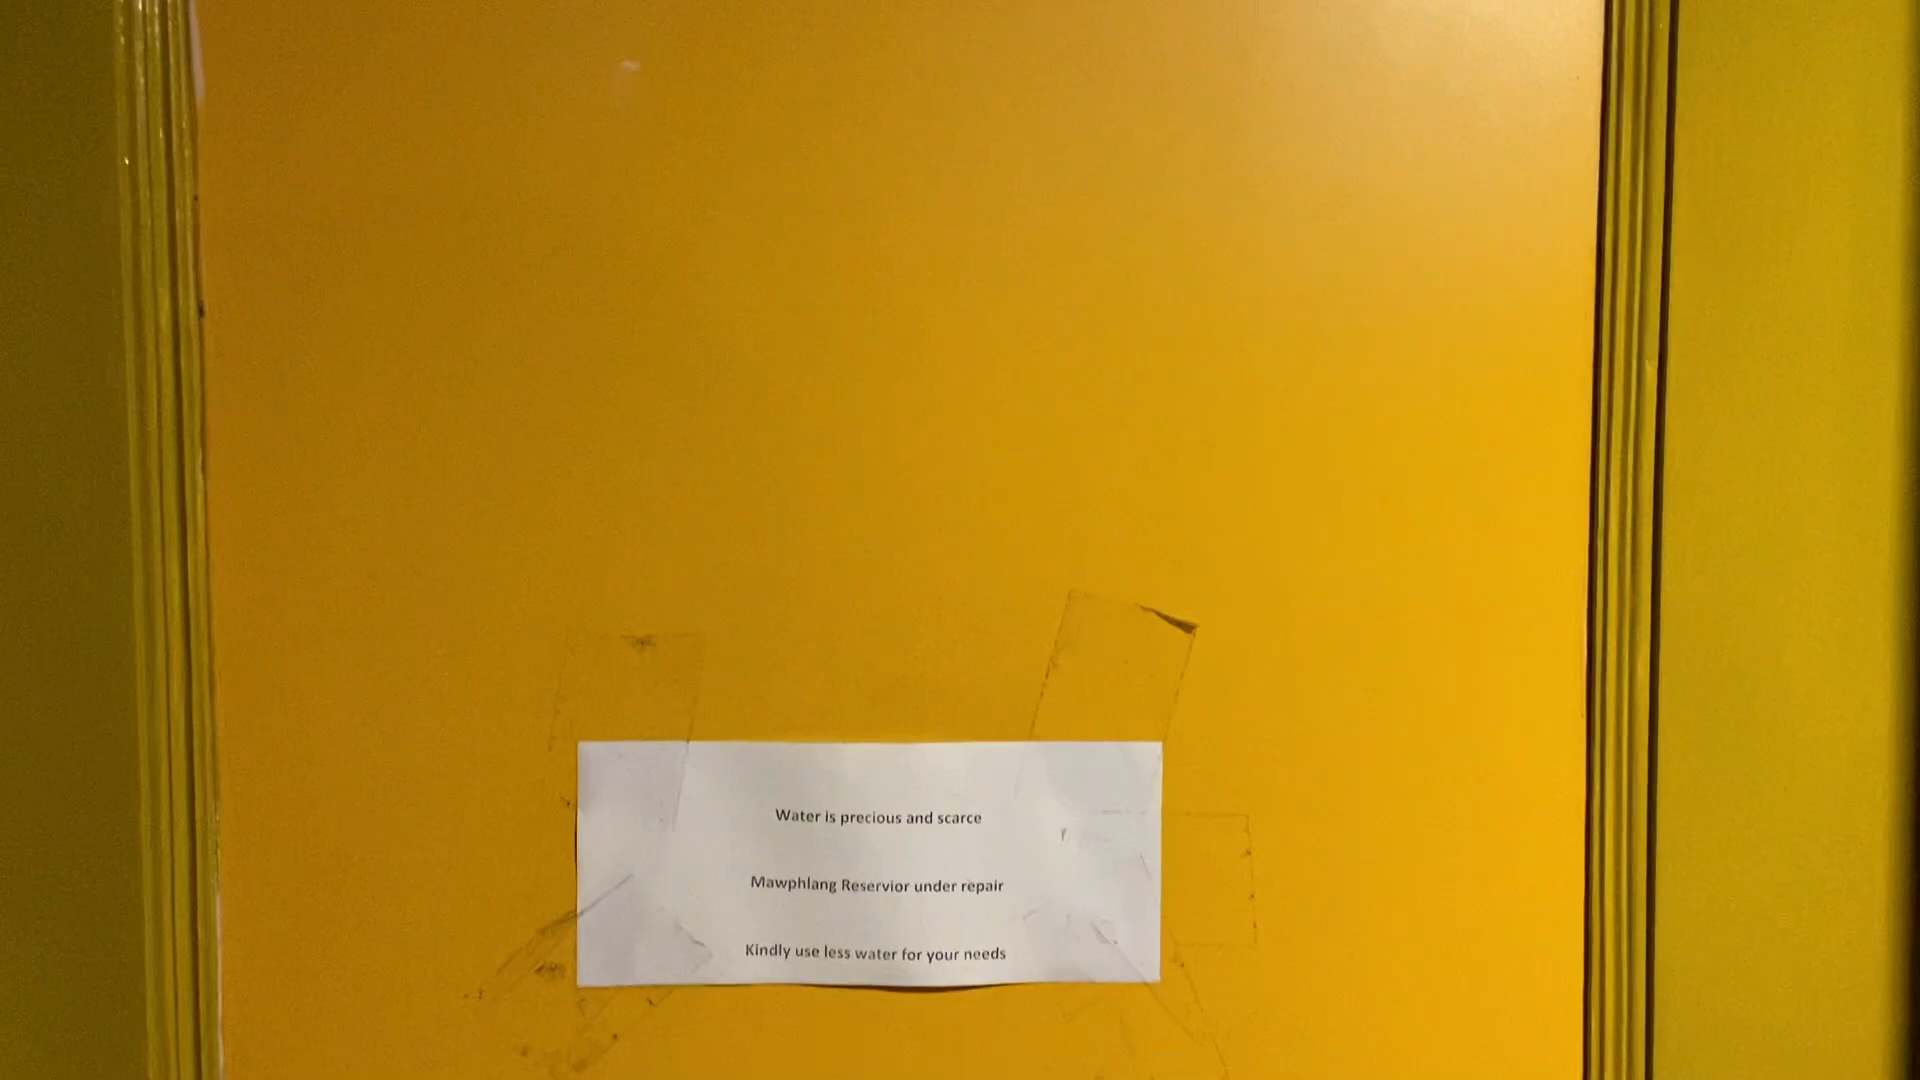 Water is precious and scarce
Mawphlang Reservior under repair
Kindly use less water for your needs